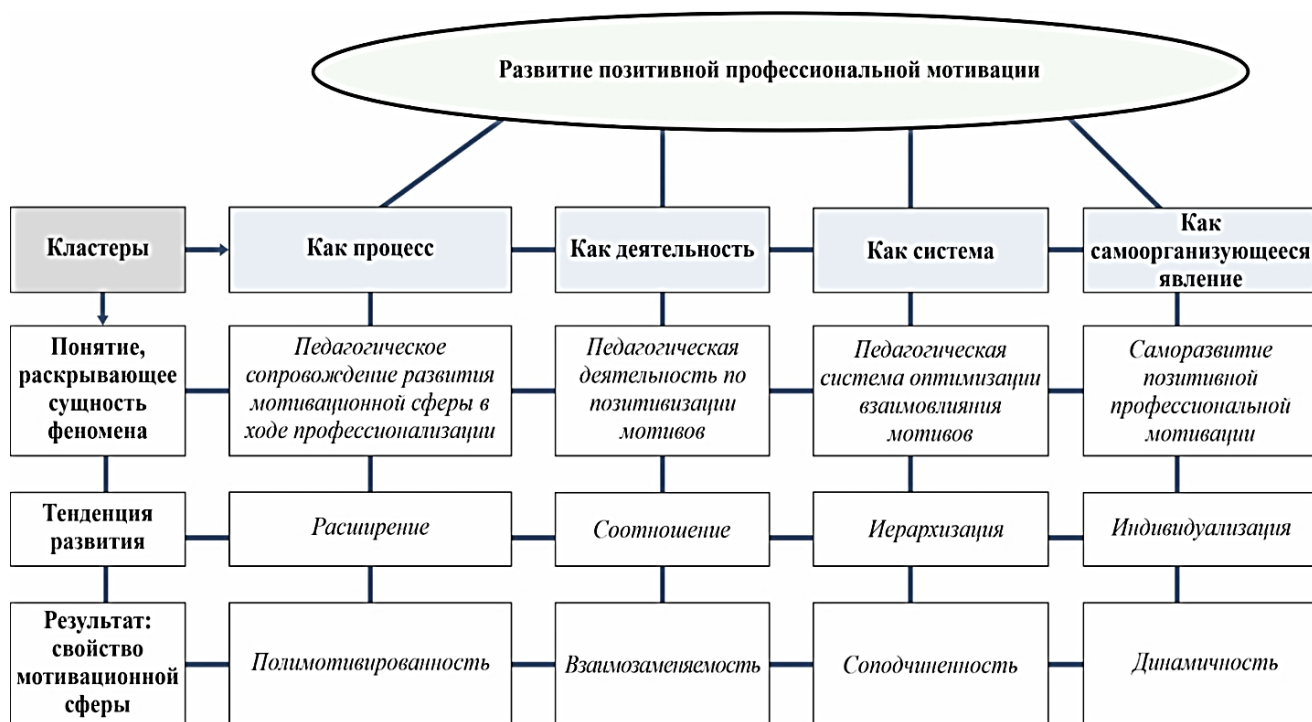 Развитие позитивной профессиональной мотивации
Кластеры
Как процесс
Как деятельность
Как система
Как
самоорганизующееся
явление
Понятие,
раскрывающее
сущность
феномена
Педагогическое
сопровождение развития
мотивационной сферы в
ходе профессионализации
Педагогическая
деятельность по
позитивизации
мотивов
Педагогическая
система оптимизации
взаимовлияния
мотивов
Саморазвитие
позитивной
профессиональной
мотивации
Тенденция
развития
Расширение
Соотношение
Иерархизация
Индивидуализация
Результат:
свойство
мотивационной
сферы
Полимотивированность
Взаимозаменяемость
Соподчиненность
Динамичность